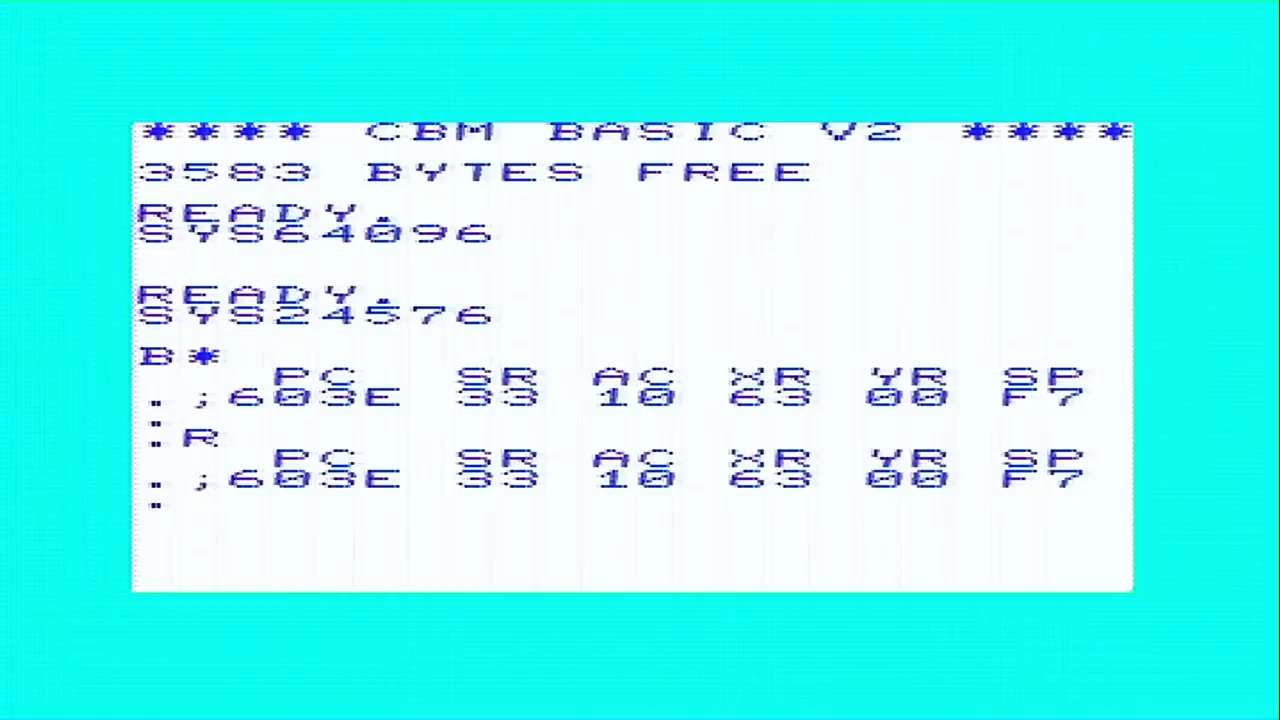 **** CBM BASIC V2 ****
3583 BYTES FREE
READY.
SYS64096
READY.
SYS24576
B*
PC SR AC XR YR SP
.;603E 33 10 63 00 F7
.R
PC SR AC XR YR SP
.;603E 33 10 63 00 F7
.